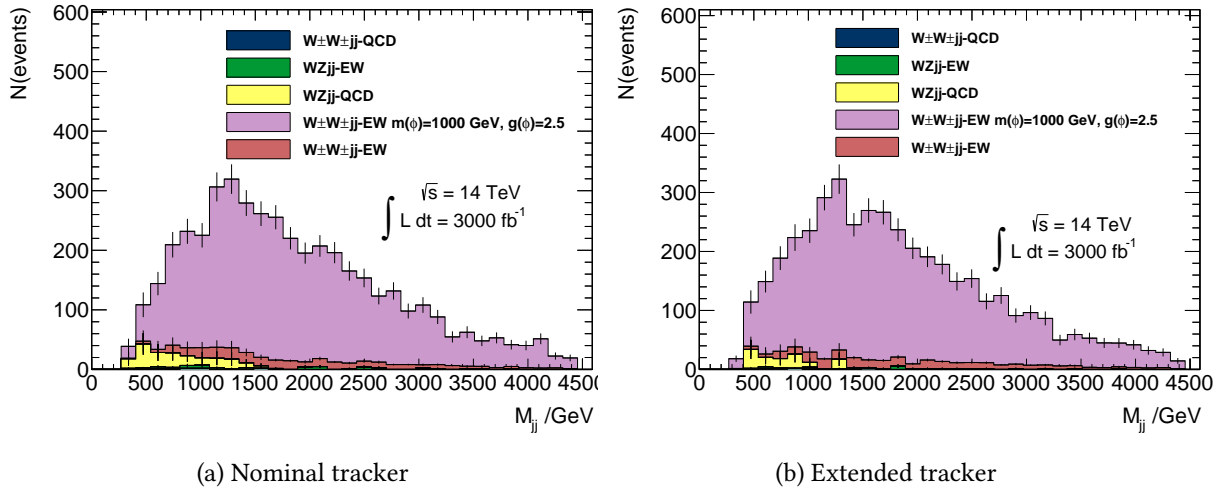 N(events)
600
500
400
300
200
100
0
W±W±jj-QCD
WZjj-EW
WZjj-QCD
W±W±jj-EW m(ϕ)=1000 GeV, g(ϕ)=2.5
W±W±jj-EW
√s = 14 TeV
∫ L dt = 3000 fb⁻¹
0 500 1000 1500 2000 2500 3000 3500 4000 4500
M_jj /GeV
(a) Nominal tracker
N(events)
600
500
400
300
200
100
0
W±W±jj-QCD
WZjj-EW
WZjj-QCD
W±W±jj-EW m(ϕ)=1000 GeV, g(ϕ)=2.5
W±W±jj-EW
√s = 14 TeV
∫ L dt = 3000 fb⁻¹
0 500 1000 1500 2000 2500 3000 3500 4000 4500
M_jj /GeV
(b) Extended tracker